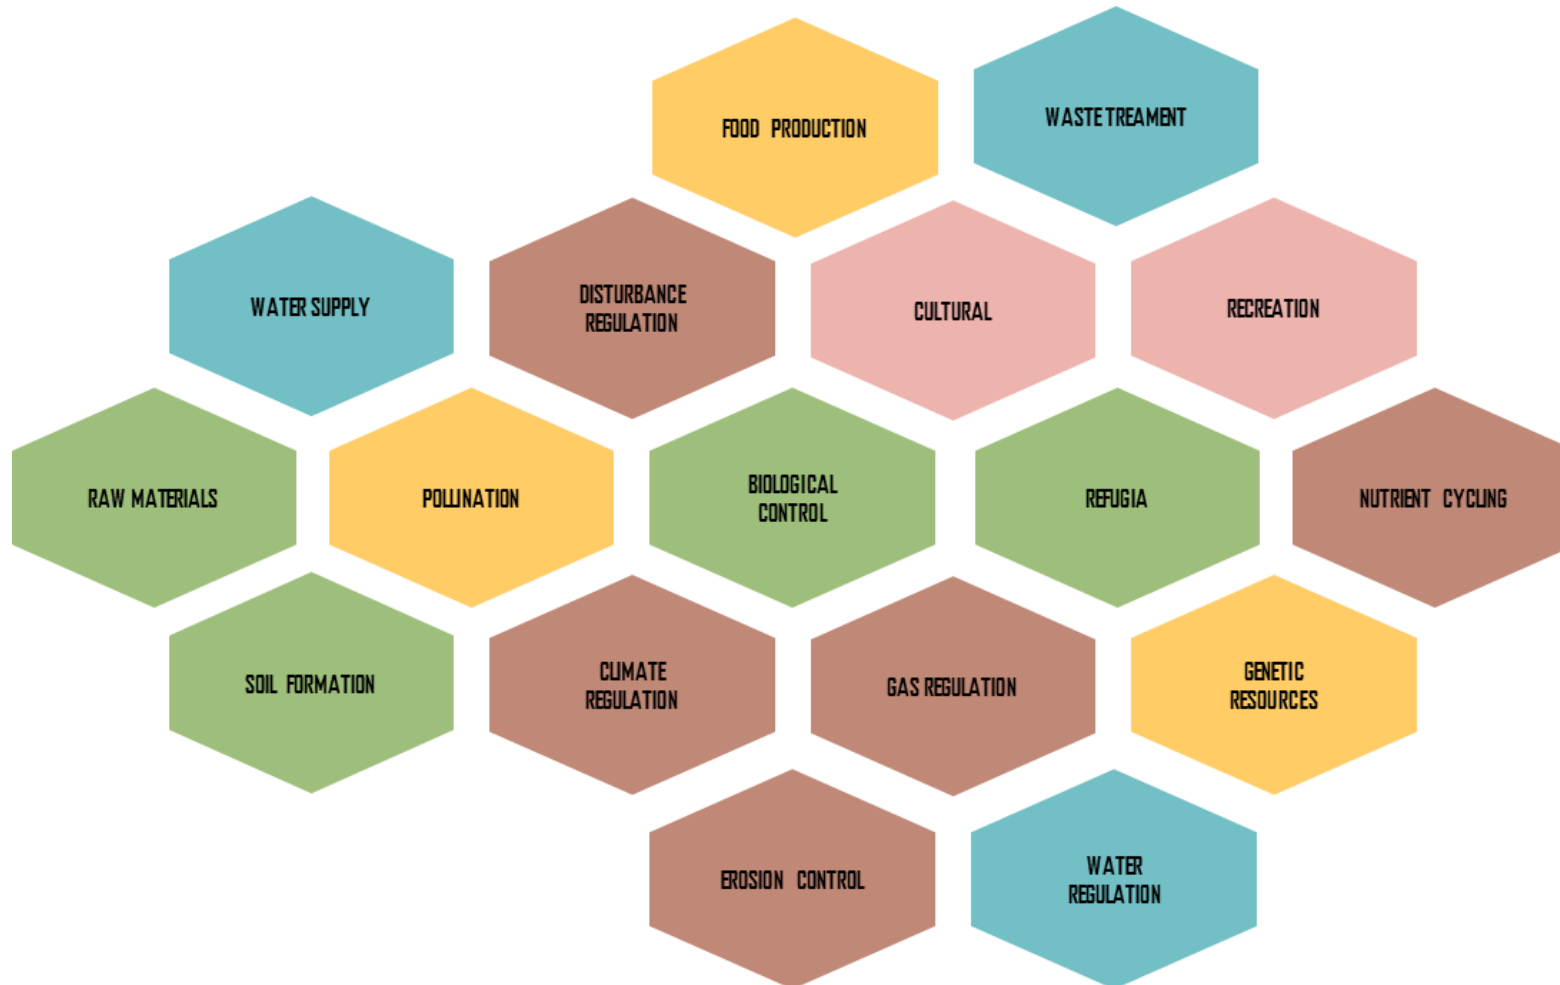 FOOD PRODUCTION
WASTE TREAMENT
WATER SUPPLY
DISTURBANCE
REGULATION
CULTURAL
RECREATION
RAW MATERIALS
POLLINATION
BIOLOGICAL
CONTROL
REFUGIA
NUTRIENT CYCLING
SOIL FORMATION
CLIMATE
REGULATION
GAS REGULATION
GENETIC
RESOURCES
EROSION CONTROL
WATER
REGULATION